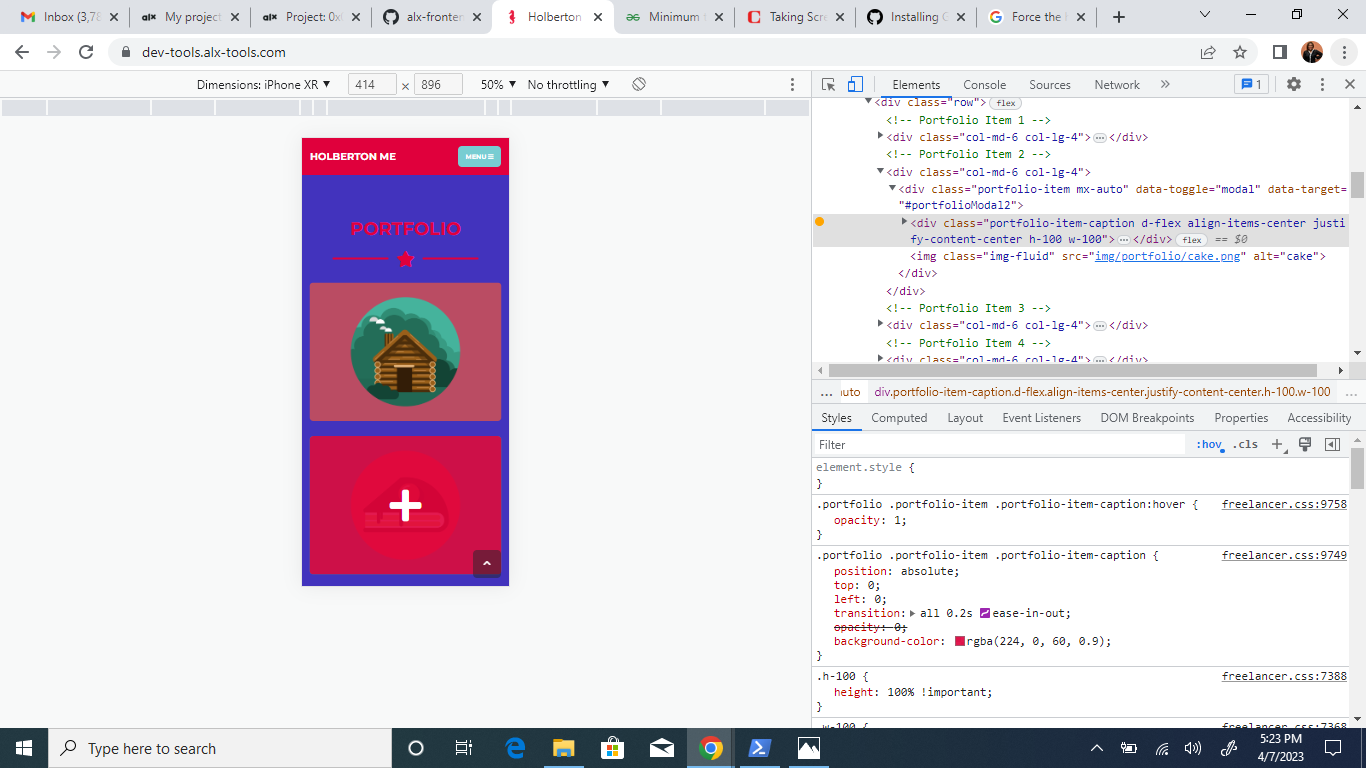 Inbox (3,78
My project
Project: 0x
alx-fronter
Holberton
Minimum
Taking Scre
Installing G
Force the
dev-tools.alx-tools.com
Dimensions: iPhone XR ▼ 414 × 896 50% ▼ No throttling ▼
Elements Console Sources Network » 1
HOLBERTON ME
MENU
PORTFOLIO
<div class="row"> flex
<!-- Portfolio Item 1 -->
<div class="col-md-6 col-lg-4">…</div>
<!-- Portfolio Item 2 -->
<div class="col-md-6 col-lg-4">
<div class="portfolio-item mx-auto" data-toggle="modal" data-target=
"#portfolioModal2">
<div class="portfolio-item-caption d-flex align-items-center justi
fy-content-center h-100 w-100">…</div> flex == $0
<img class="img-fluid" src="img/portfolio/cake.png" alt="cake">
</div>
</div>
<!-- Portfolio Item 3 -->
<div class="col-md-6 col-lg-4">…</div>
<!-- Portfolio Item 4 -->
<div class="col-md-6 col-lg-4">…</div>
… auto div.portfolio-item-caption.d-flex.align-items-center.justify-content-center.h-100.w-100 …
Styles Computed Layout Event Listeners DOM Breakpoints Properties Accessibility
Filter :hov .cls
element.style {
}
.portfolio .portfolio-item .portfolio-item-caption:hover { freelancer.css:9758
opacity: 1;
}
.portfolio .portfolio-item .portfolio-item-caption { freelancer.css:9749
position: absolute;
top: 0;
left: 0;
transition: all 0.2s ease-in-out;
opacity: 0;
background-color: rgba(224, 0, 60, 0.9);
}
.h-100 { freelancer.css:7388
height: 100% !important;
}
.w-100 { freelancer.css:7368
Type here to search
5:23 PM
4/7/2023